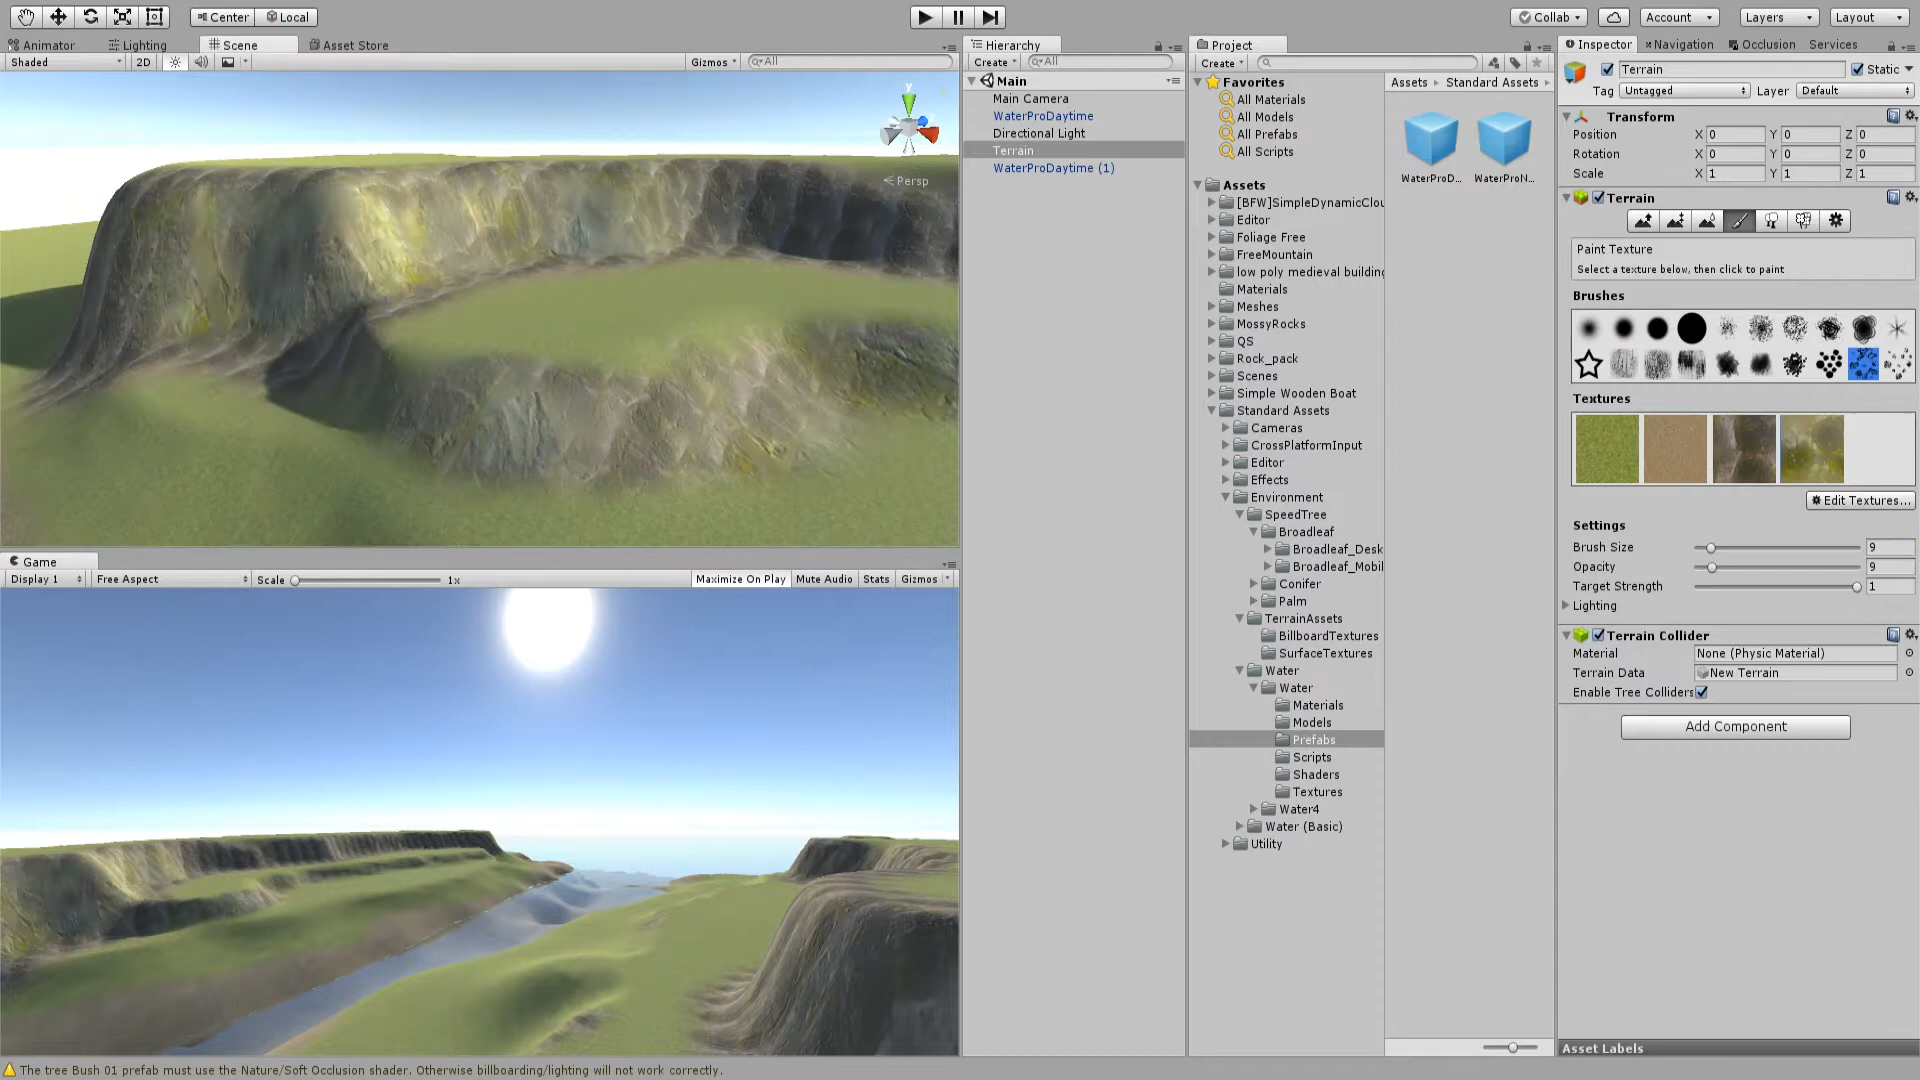 Center Local
Collab Account Layers Layout
Animator Lighting Scene Asset Store
Shaded 2D Gizmos All
Persp
y
Game
Display 1 Free Aspect Scale 1x Maximize On Play Mute Audio Stats Gizmos
Hierarchy
Create All
Main
Main Camera
WaterProDaytime
Directional Light
Terrain
WaterProDaytime (1)
Project
Create
Favorites
All Materials
All Models
All Prefabs
All Scripts
Assets
[BFW]SimpleDynamicClou
Editor
Foliage Free
FreeMountain
low poly medieval building
Materials
Meshes
MossyRocks
QS
Rock_pack
Scenes
Simple Wooden Boat
Standard Assets
Cameras
CrossPlatformInput
Editor
Effects
Environment
SpeedTree
Broadleaf
Broadleaf_Desk
Broadleaf_Mobil
Conifer
Palm
TerrainAssets
BillboardTextures
SurfaceTextures
Water
Water
Materials
Models
Prefabs
Scripts
Shaders
Textures
Water4
Water (Basic)
Utility
Assets Standard Assets
WaterProD... WaterProN...
Inspector Navigation Occlusion Services
Terrain Static
Tag Untagged Layer Default
Transform
Position X 0 Y 0 Z 0
Rotation X 0 Y 0 Z 0
Scale X 1 Y 1 Z 1
Terrain
Paint Texture
Select a texture below, then click to paint
Brushes
Textures
Edit Textures...
Settings
Brush Size 9
Opacity 9
Target Strength 1
Lighting
Terrain Collider
Material None (Physic Material)
Terrain Data New Terrain
Enable Tree Colliders
Add Component
Asset Labels
The tree Bush 01 prefab must use the Nature/Soft Occlusion shader. Otherwise billboarding/lighting will not work correctly.